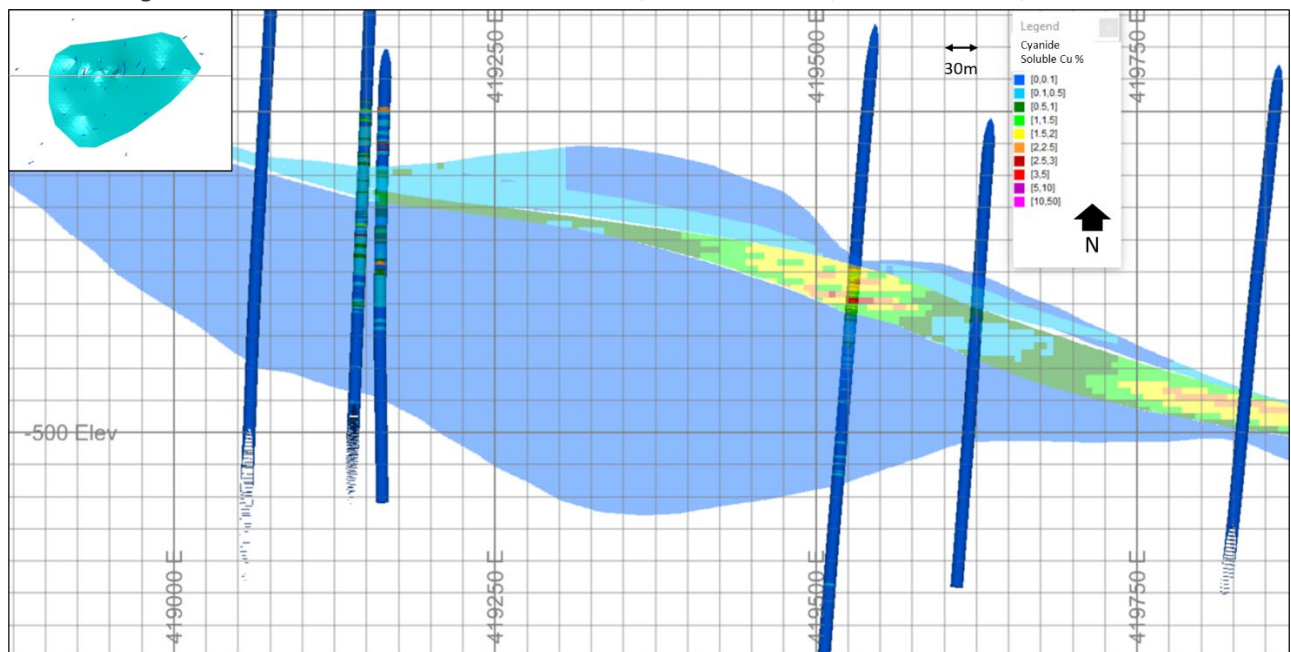 419250 E
419500 E
419750 E
30m
Legend
Cyanide
Soluble Cu %
[0,0.1]
[0.1,0.5]
[0.5,1]
[1,1.5]
[1.5,2]
[2,2.5]
[2.5,3]
[3,5]
[5,10]
[10,50]
N
-500 Elev
419000 E
419250 E
419500 E
419750 E